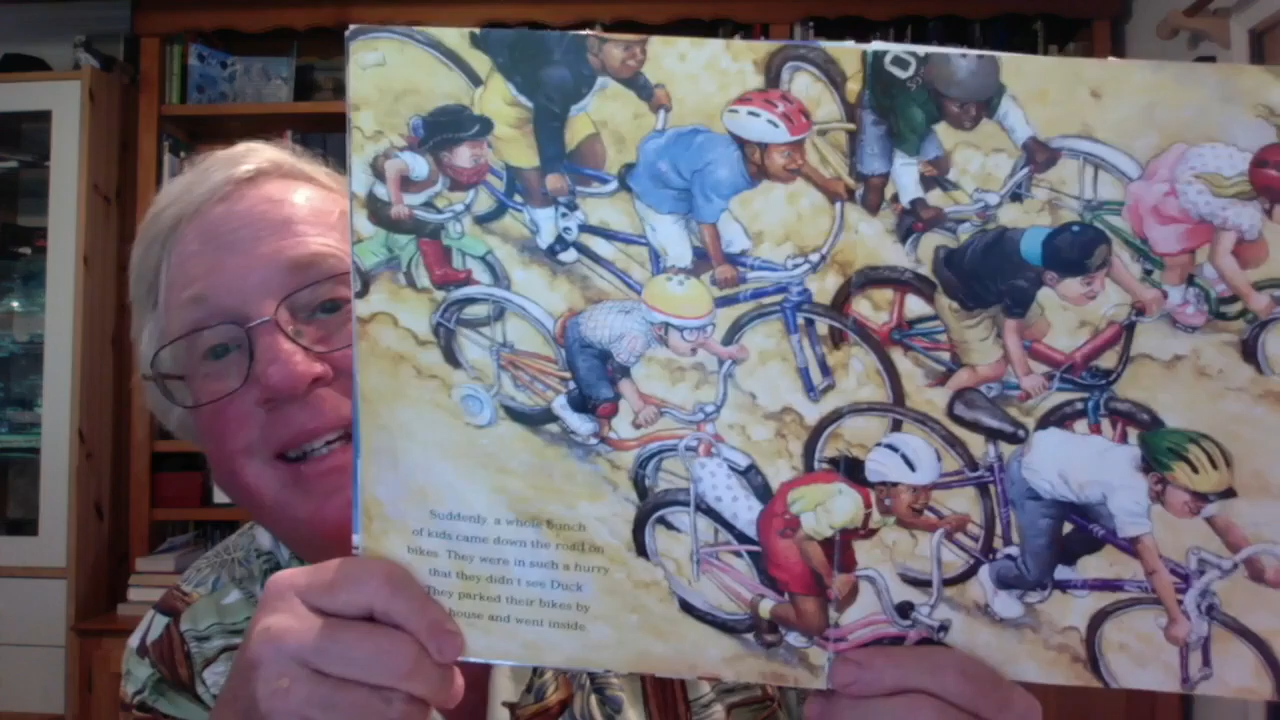 Suddenly, a whole bunch
of kids came down the road on
bikes. They were in such a hurry
that they didn't see Duck
They parked their bikes by
house and went inside